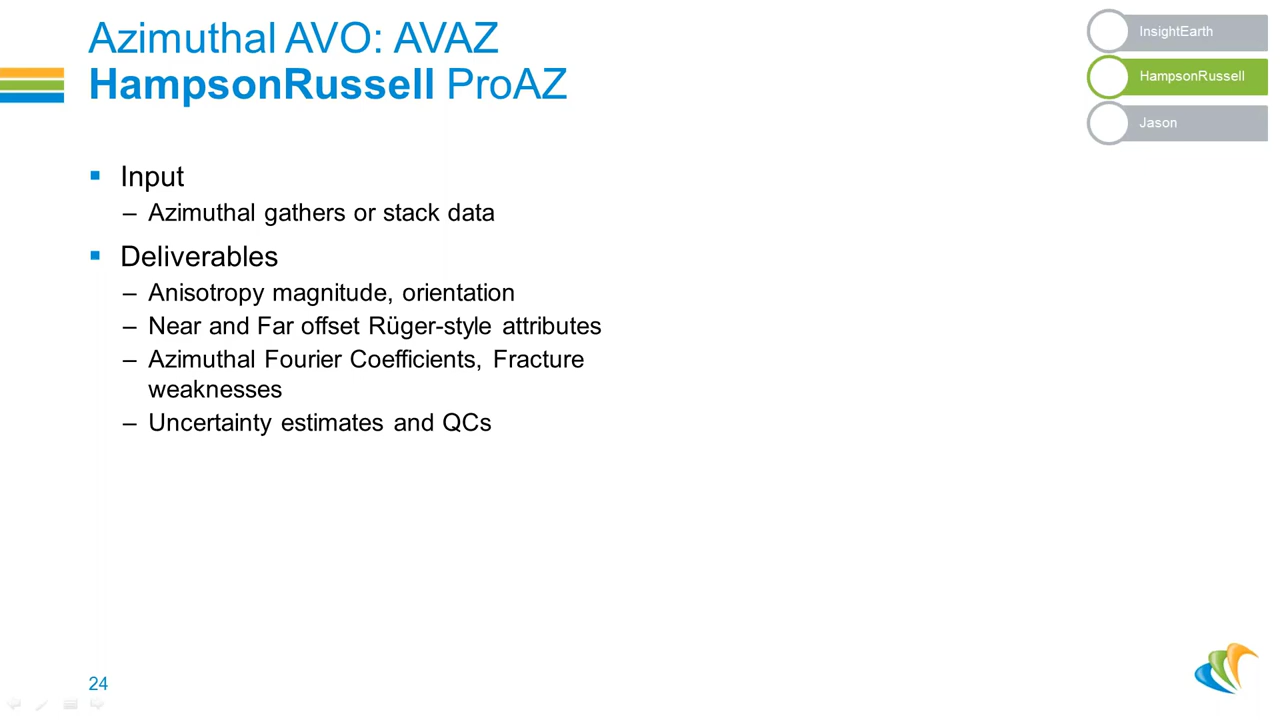 Azimuthal AVO: AVAZ
HampsonRussell ProAZ
InsightEarth
HampsonRussell
Jason
▪ Input
– Azimuthal gathers or stack data
▪ Deliverables
– Anisotropy magnitude, orientation
– Near and Far offset Rüger-style attributes
– Azimuthal Fourier Coefficients, Fracture
weaknesses
– Uncertainty estimates and QCs
24